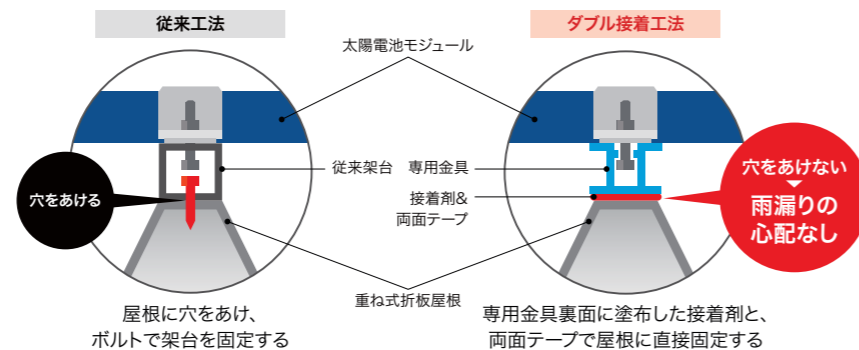 従来工法
ダブル接着工法
太陽電池モジュール
穴をあける
従来架台
専用金具
接着剤&
両面テープ
穴をあけない
雨漏りの
心配なし
重ね式折板屋根
屋根に穴をあけ、
ボルトで架台を固定する
専用金具裏面に塗布した接着剤と、
両面テープで屋根に直接固定する